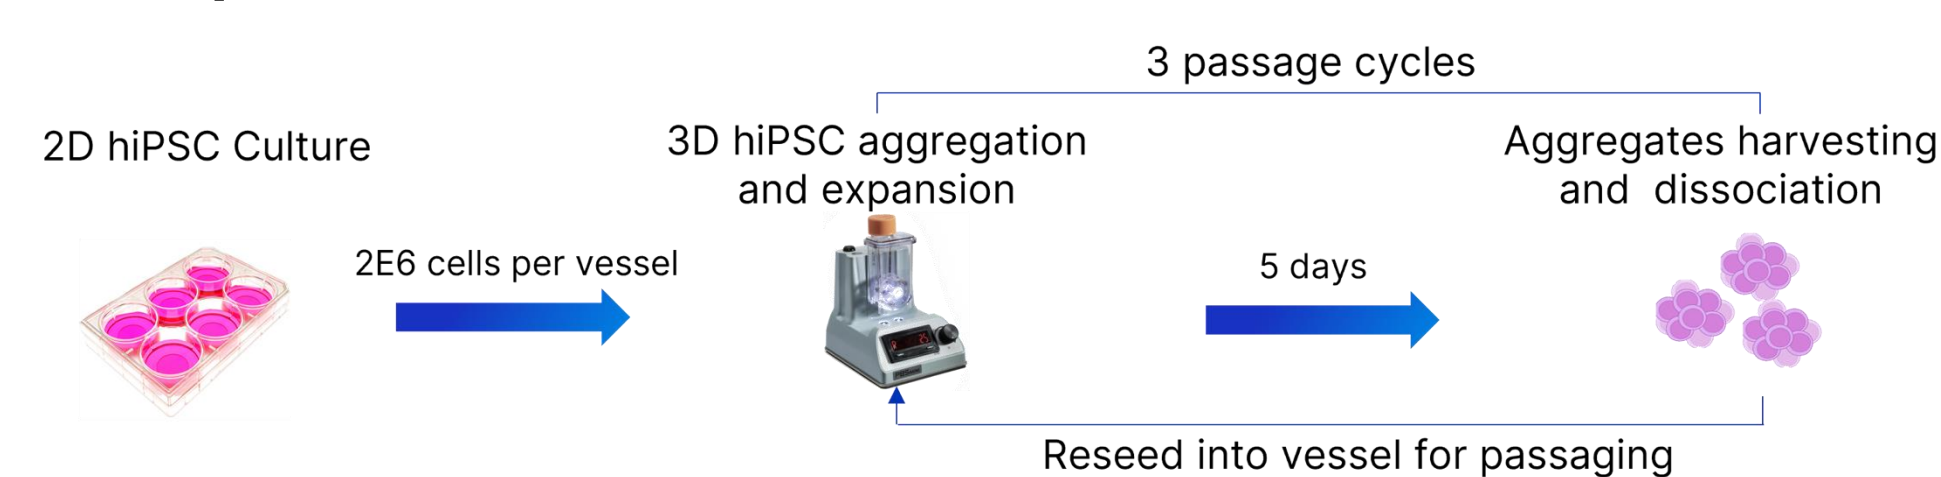 3 passage cycles
2D hiPSC Culture
3D hiPSC aggregation
and expansion
Aggregates harvesting
and  dissociation
2E6 cells per vessel
5 days
Reseed into vessel for passaging